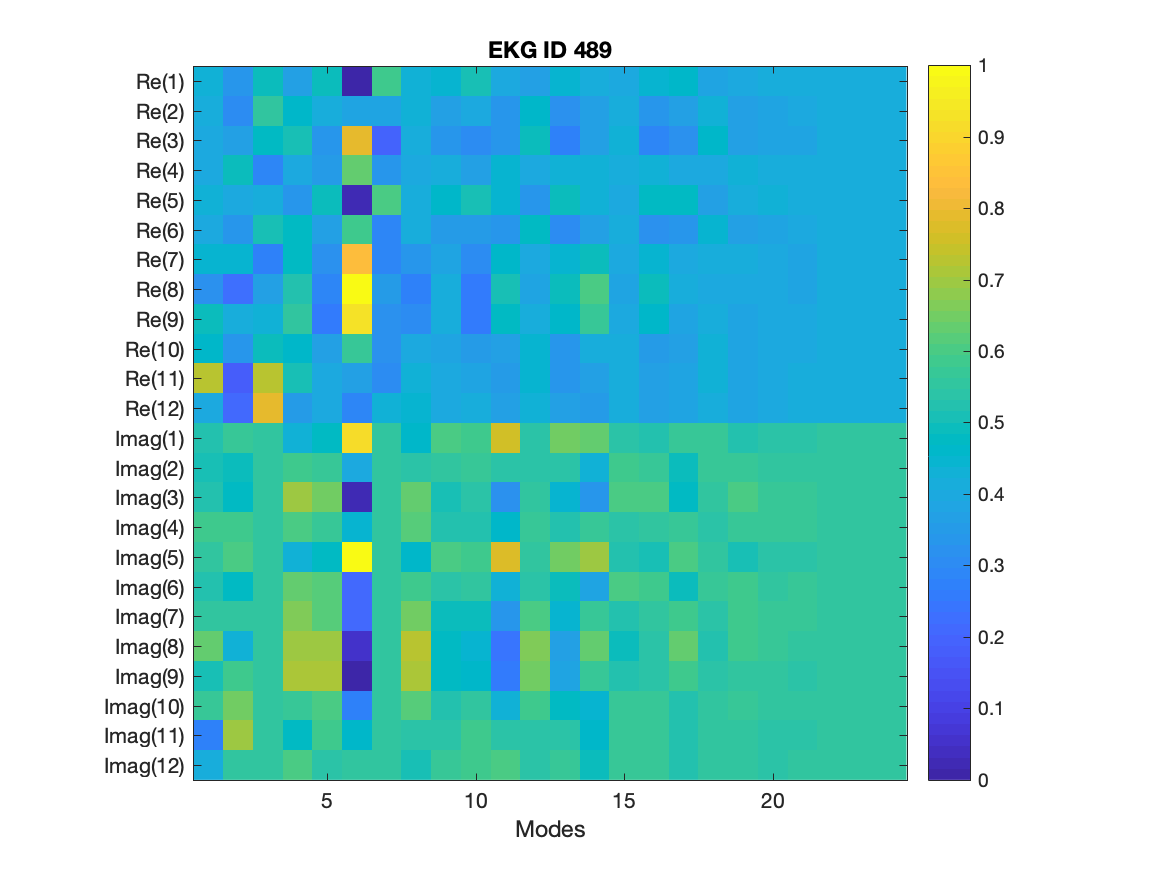 EKG ID 489
Re(1)
Re(2)
Re(3)
Re(4)
Re(5)
Re(6)
Re(7)
Re(8)
Re(9)
Re(10)
Re(11)
Re(12)
Imag(1)
Imag(2)
Imag(3)
Imag(4)
Imag(5)
Imag(6)
Imag(7)
Imag(8)
Imag(9)
Imag(10)
Imag(11)
Imag(12)
5 10 15 20
Modes
1
0.9
0.8
0.7
0.6
0.5
0.4
0.3
0.2
0.1
0